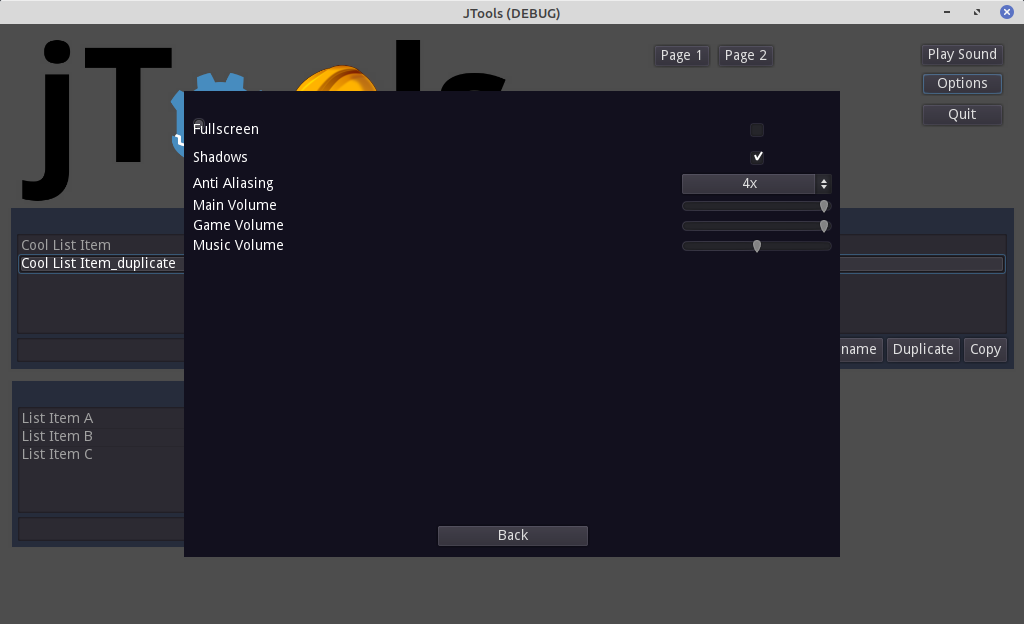 JTools (DEBUG)
Page 1
Page 2
Play Sound
Options
Quit
Fullscreen
Shadows
Anti Aliasing
4x
Main Volume
Game Volume
Music Volume
Cool List Item
Cool List Item_duplicate
name
Duplicate
Copy
List Item A
List Item B
List Item C
Back